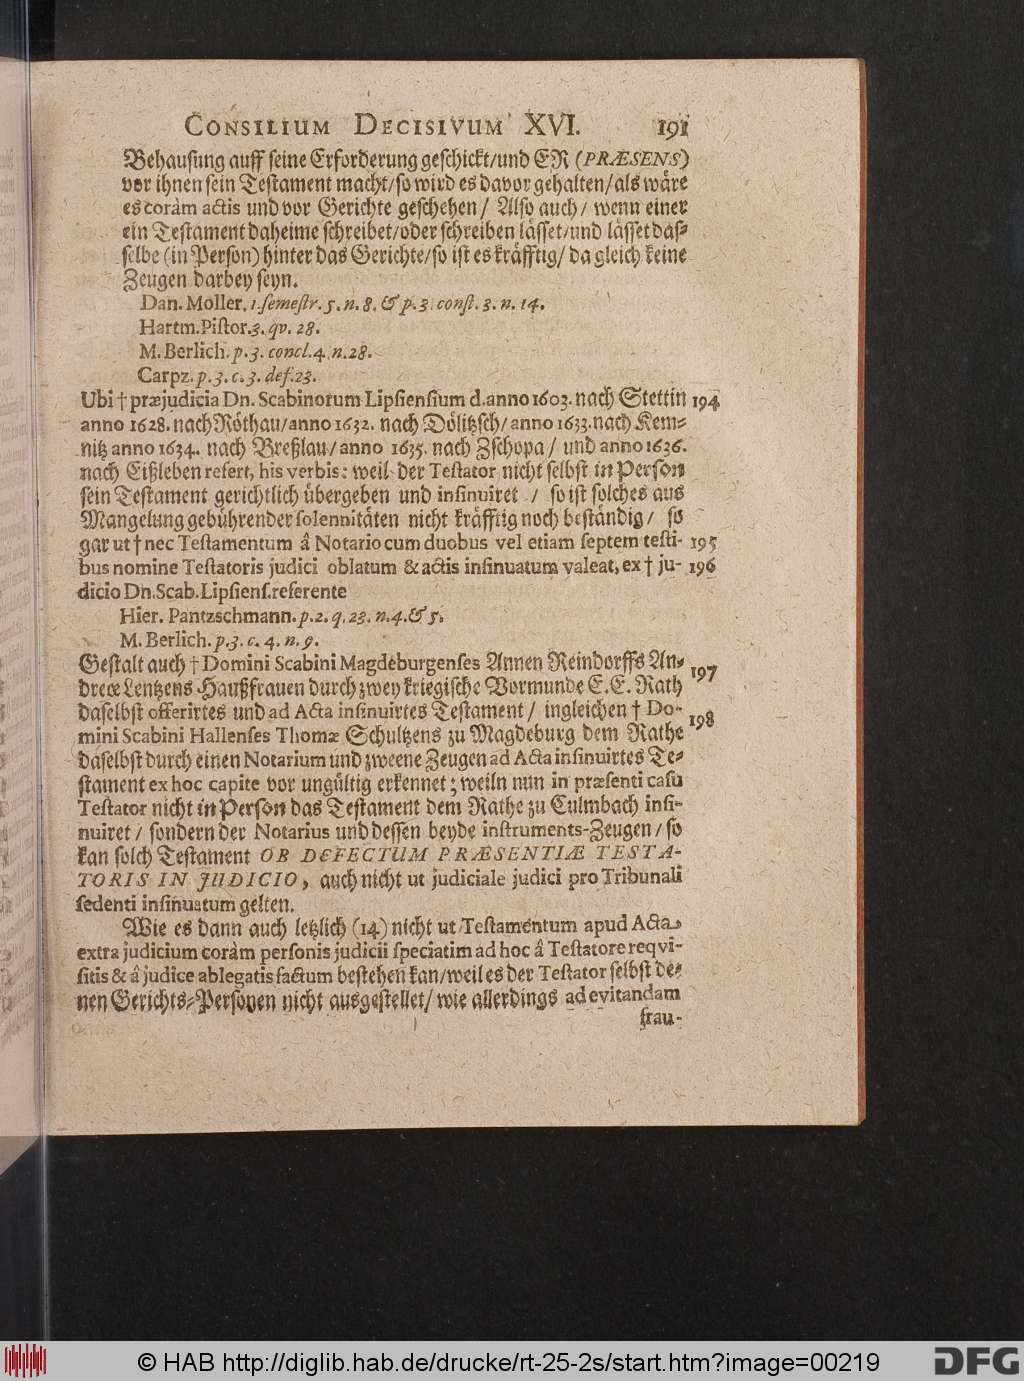 CONSILIUM DECISIVUM XVI. 191
Behausung auff seine Erforderung geschickt/und ER (PRÆSENS)
vor ihnen sein Testament macht/so wird es davor gehalten/als wäre
es coràm actis und vor Gerichte geschehen/ Also auch/ wenn einer
ein Testament daheime schreibet/oder schreiben lässet/und lässet das-
selbe (in Person) hinter das Gerichte/so ist es kräfftig/ da gleich keine
Zeugen darbey seyn.
Dan. Moller. 1. semestr. 5. n. 8. & p. 3. const. 3. n. 14.
Hartm. Pistor. 3. qv. 28.
M. Berlich. p. 3. concl. 4. n. 28.
Carpz. p. 3. c. 3. def. 23.
Ubi † præjudicia Dn. Scabinorum Lipsiensium d. anno 1603. nach Stettin 194
anno 1628. nach Röthau/anno 1632. nach Dölitzsch/ anno 1633. nach Kem-
nitz anno 1634. nach Breßlau/ anno 1635. nach Zschopa/ und anno 1636.
nach Eißleben refert, his verbis: weil der Testator nicht selbst in Person
sein Testament gerichtlich übergeben und insinuiret / so ist solches aus
Mangelung gebührender solennitäten nicht kräfftig noch beständig/ so
gar ut † nec Testamentum â Notario cum duobus vel etiam septem testi- 195
bus nomine Testatoris judici oblatum & actis insinuatum valeat, ex † ju- 196
dicio Dn. Scab. Lipsiens. referente
Hier. Pantzschmann. p. 2. q. 23. n. 4. & 5.
M. Berlich. p. 3. c. 4. n. 9.
Gestalt auch † Domini Scabini Magdeburgenses Annen Reindorffs An- 197
dreœ Lentzens Haußfrauen durch zwey kriegische Vormunde E. E. Rath
daselbst offerirtes und ad Acta insinuirtes Testament/ ingleichen † Do- 198
mini Scabini Hallenses Thomæ Schultzens zu Magdeburg dem Rathe
daselbst durch einen Notarium und zweene Zeugen ad Acta insinuirtes Te-
stament ex hoc capite vor ungültig erkennet; weiln nun in præsenti casu
Testator nicht in Person das Testament dem Rathe zu Culmbach insi-
nuiret/ sondern der Notarius und dessen beyde instruments-Zeugen/ so
kan solch Testament OB DEFECTUM PRÆSENTIÆ TESTA-
TORIS IN JUDICIO, auch nicht ut judiciale judici pro Tribunali
sedenti insinuatum gelten.
Wie es dann auch letzlich (14) nicht ut Testamentum apud Acta
extra judicium coràm personis judicii speciatim ad hoc â Testatore reqvi-
sitis & â judice ablegatis factum bestehen kan/weil es der Testator selbst de-
nen Gerichts-Personen nicht ausgestellet/ wie allerdings ad evitandam
frau-
© HAB http://diglib.hab.de/drucke/rt-25-2s/start.htm?image=00219
DFG